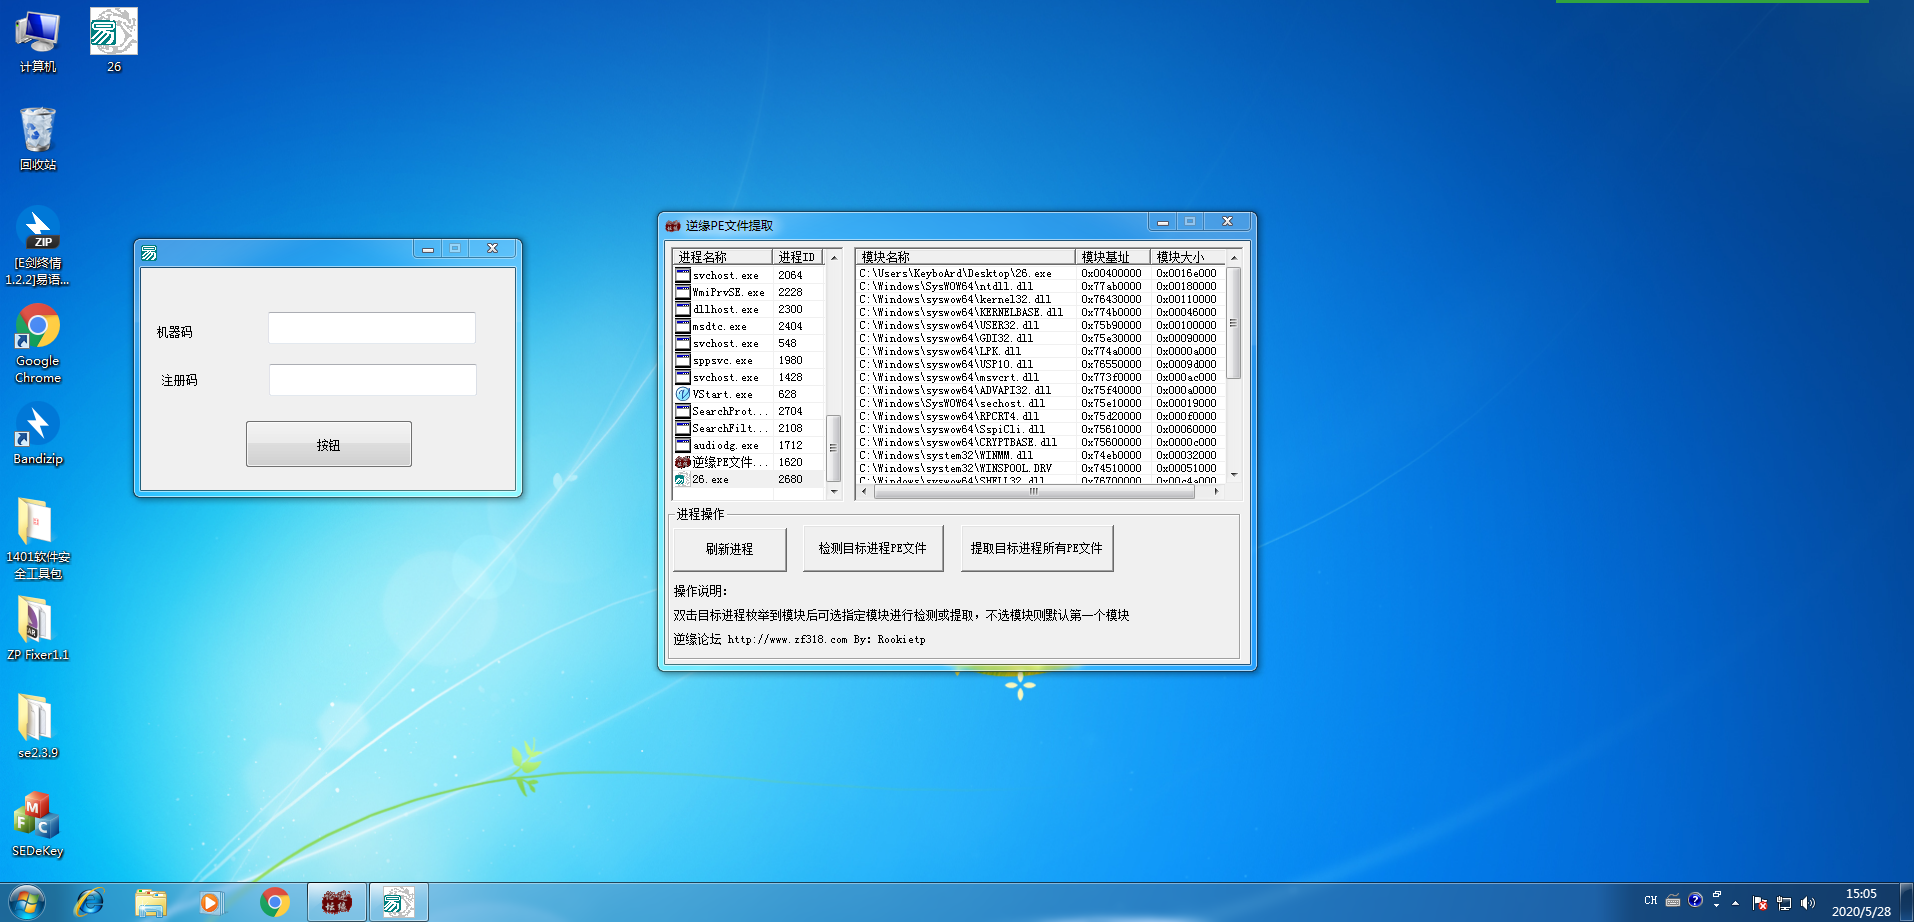 计算机
26
回收站
ZIP
[E剑终情
1.2.2]易语...
Google
Chrome
Bandizip
1401软件安
全工具包
ZP Fixer1.1
se2.3.9
M
F
C
SEDeKey
易
机器码
注册码
按钮
逆缘PE文件提取
进程名称 进程ID
svchost.exe 2064
WmiPrvSE.exe 2228
dllhost.exe 2300
msdtc.exe 2404
svchost.exe 548
sppsvc.exe 1980
svchost.exe 1428
VStart.exe 628
SearchProt... 2704
SearchFilt... 2108
audiodg.exe 1712
逆缘PE文件... 1620
26.exe 2680
模块名称 模块基址 模块大小
C:\Users\KeyboArd\Desktop\26.exe 0x00400000 0x0016e000
C:\Windows\SysWOW64\ntdll.dll 0x77ab0000 0x00180000
C:\Windows\syswow64\kernel32.dll 0x76430000 0x00110000
C:\Windows\syswow64\KERNELBASE.dll 0x774b0000 0x00046000
C:\Windows\syswow64\USER32.dll 0x75b90000 0x00100000
C:\Windows\syswow64\GDI32.dll 0x75e30000 0x00090000
C:\Windows\syswow64\LPK.dll 0x774a0000 0x0000a000
C:\Windows\syswow64\USP10.dll 0x76550000 0x0009d000
C:\Windows\syswow64\msvcrt.dll 0x773f0000 0x000ac000
C:\Windows\syswow64\ADVAPI32.dll 0x75f40000 0x000a0000
C:\Windows\SysWOW64\sechost.dll 0x75e10000 0x00019000
C:\Windows\syswow64\RPCRT4.dll 0x75d20000 0x000f0000
C:\Windows\syswow64\SspiCli.dll 0x75610000 0x00060000
C:\Windows\syswow64\CRYPTBASE.dll 0x75600000 0x0000c000
C:\Windows\system32\WINMM.dll 0x74eb0000 0x00032000
C:\Windows\system32\WINSPOOL.DRV 0x74510000 0x00051000
C:\Windows\syswow64\SHELL32.dll 0x76700000 0x00c4a000
进程操作
刷新进程
检测目标进程PE文件
提取目标进程所有PE文件
操作说明:
双击目标进程枚举到模块后可选指定模块进行检测或提取，不选模块则默认第一个模块
逆缘论坛 http://www.zf318.com By: Rookietp
CH
15:05
2020/5/28